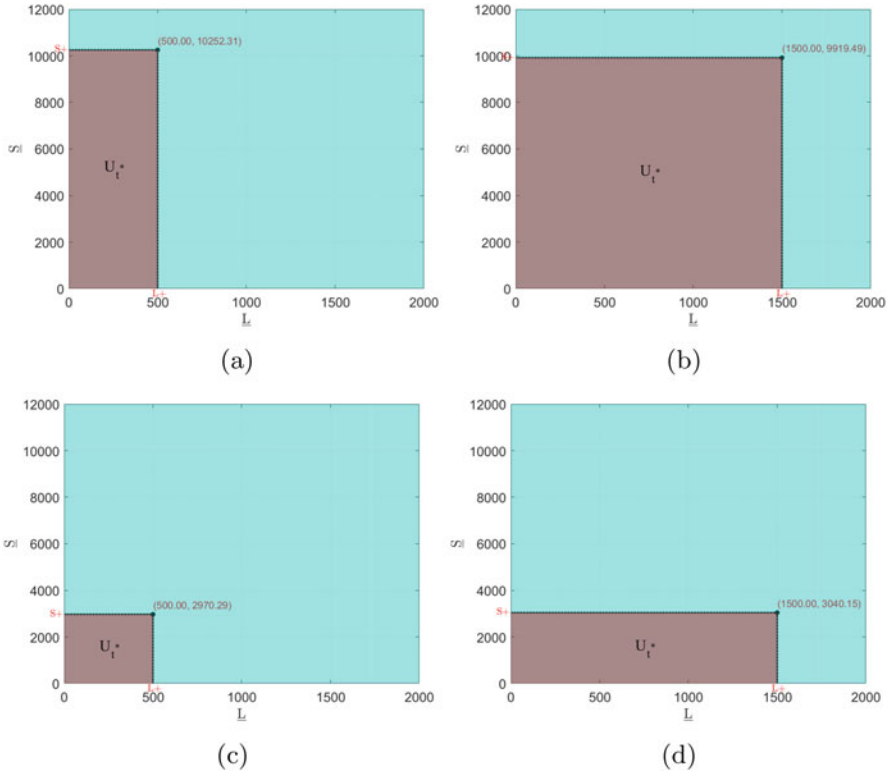 12000
10000
8000
6000
4000
2000
0
S+
(500.00, 10252.31)
U_t*
S
0 500 1000 1500 2000
L+
L
(a)
12000
10000
8000
6000
4000
2000
0
(1500.00, 9919.49)
U_t*
S
0 500 1000 1500 2000
L+
L
(b)
12000
10000
8000
6000
4000
2000
0
S+
(500.00, 2970.29)
U_t*
S
0 500 1000 1500 2000
L+
L
(c)
12000
10000
8000
6000
4000
2000
0
S+
(1500.00, 3040.15)
U_t*
S
0 500 1000 1500 2000
L+
L
(d)